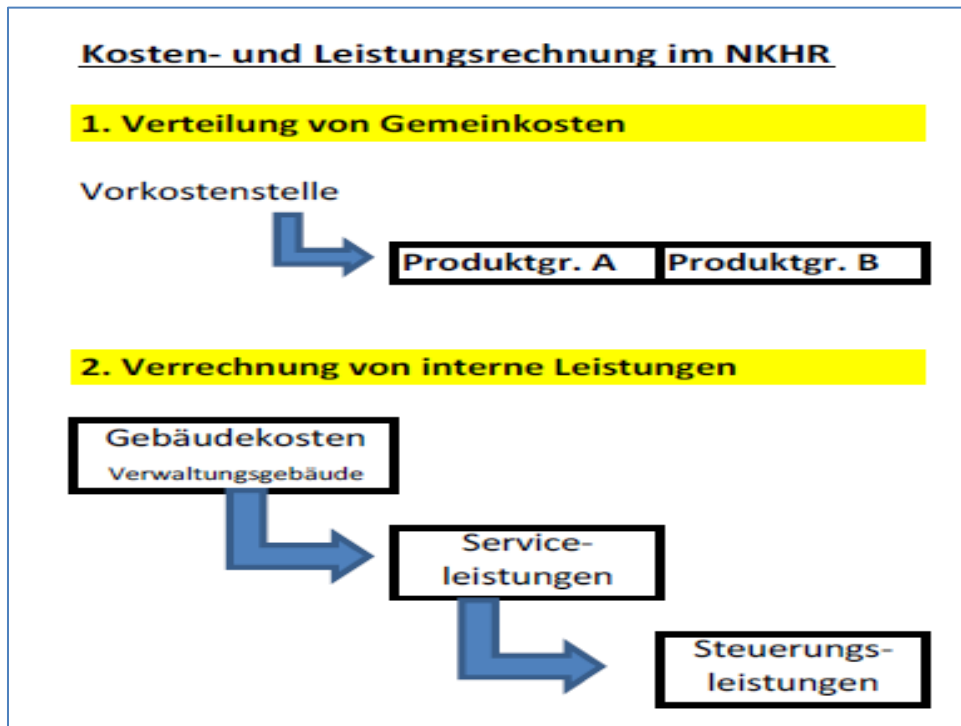 Kosten- und Leistungsrechnung im NKHR
1. Verteilung von Gemeinkosten
Vorkostenstelle
Produktgr. A Produktgr. B
2. Verrechnung von interne Leistungen
Gebäudekosten
Verwaltungsgebäude
Service-
leistungen
Steuerungs-
leistungen